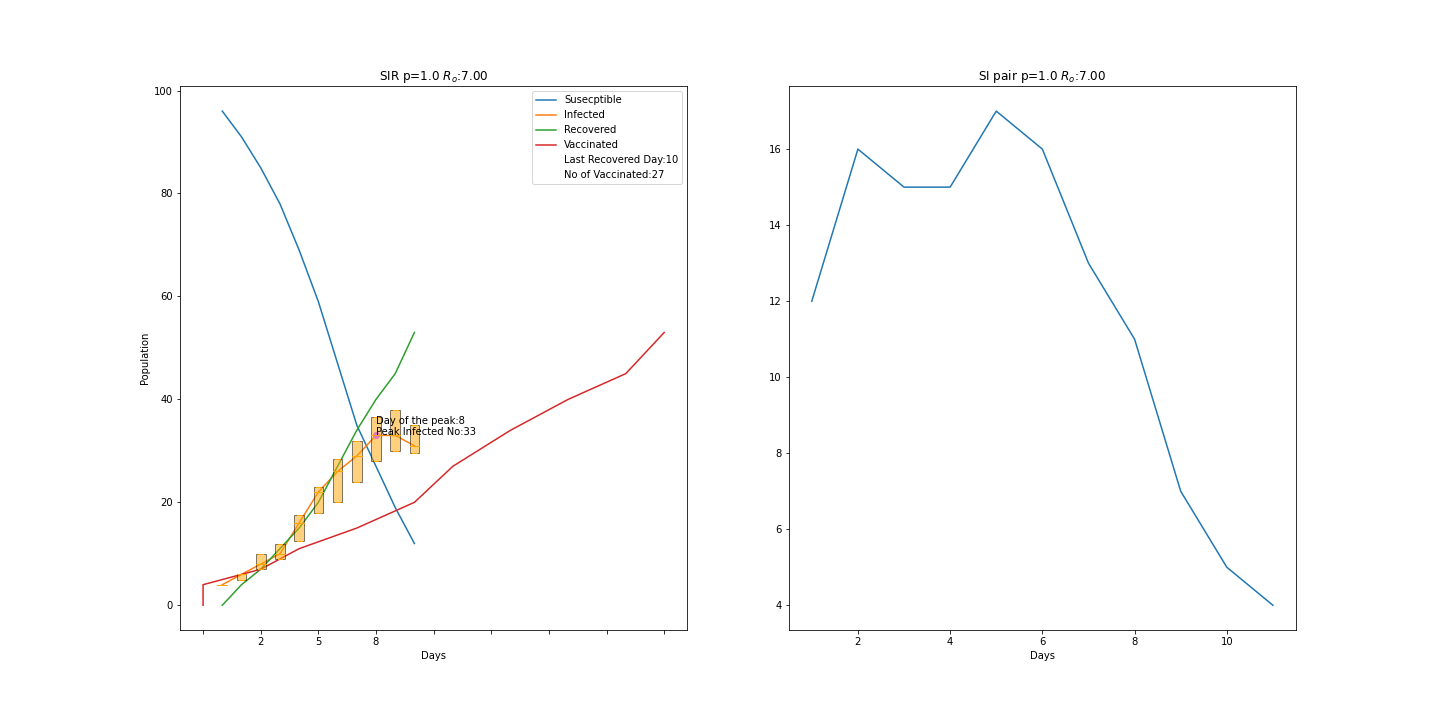 SIR p=1.0 Rₒ:7.00
100
80
60
40
20
0
Population
Susecptible
Infected
Recovered
Vaccinated
Last Recovered Day:10
No of Vaccinated:27
Day of the peak:8
Peak Infected No:33
2 5 8
Days
SI pair p=1.0 Rₒ:7.00
16
14
12
10
8
6
4
2 4 6 8 10
Days